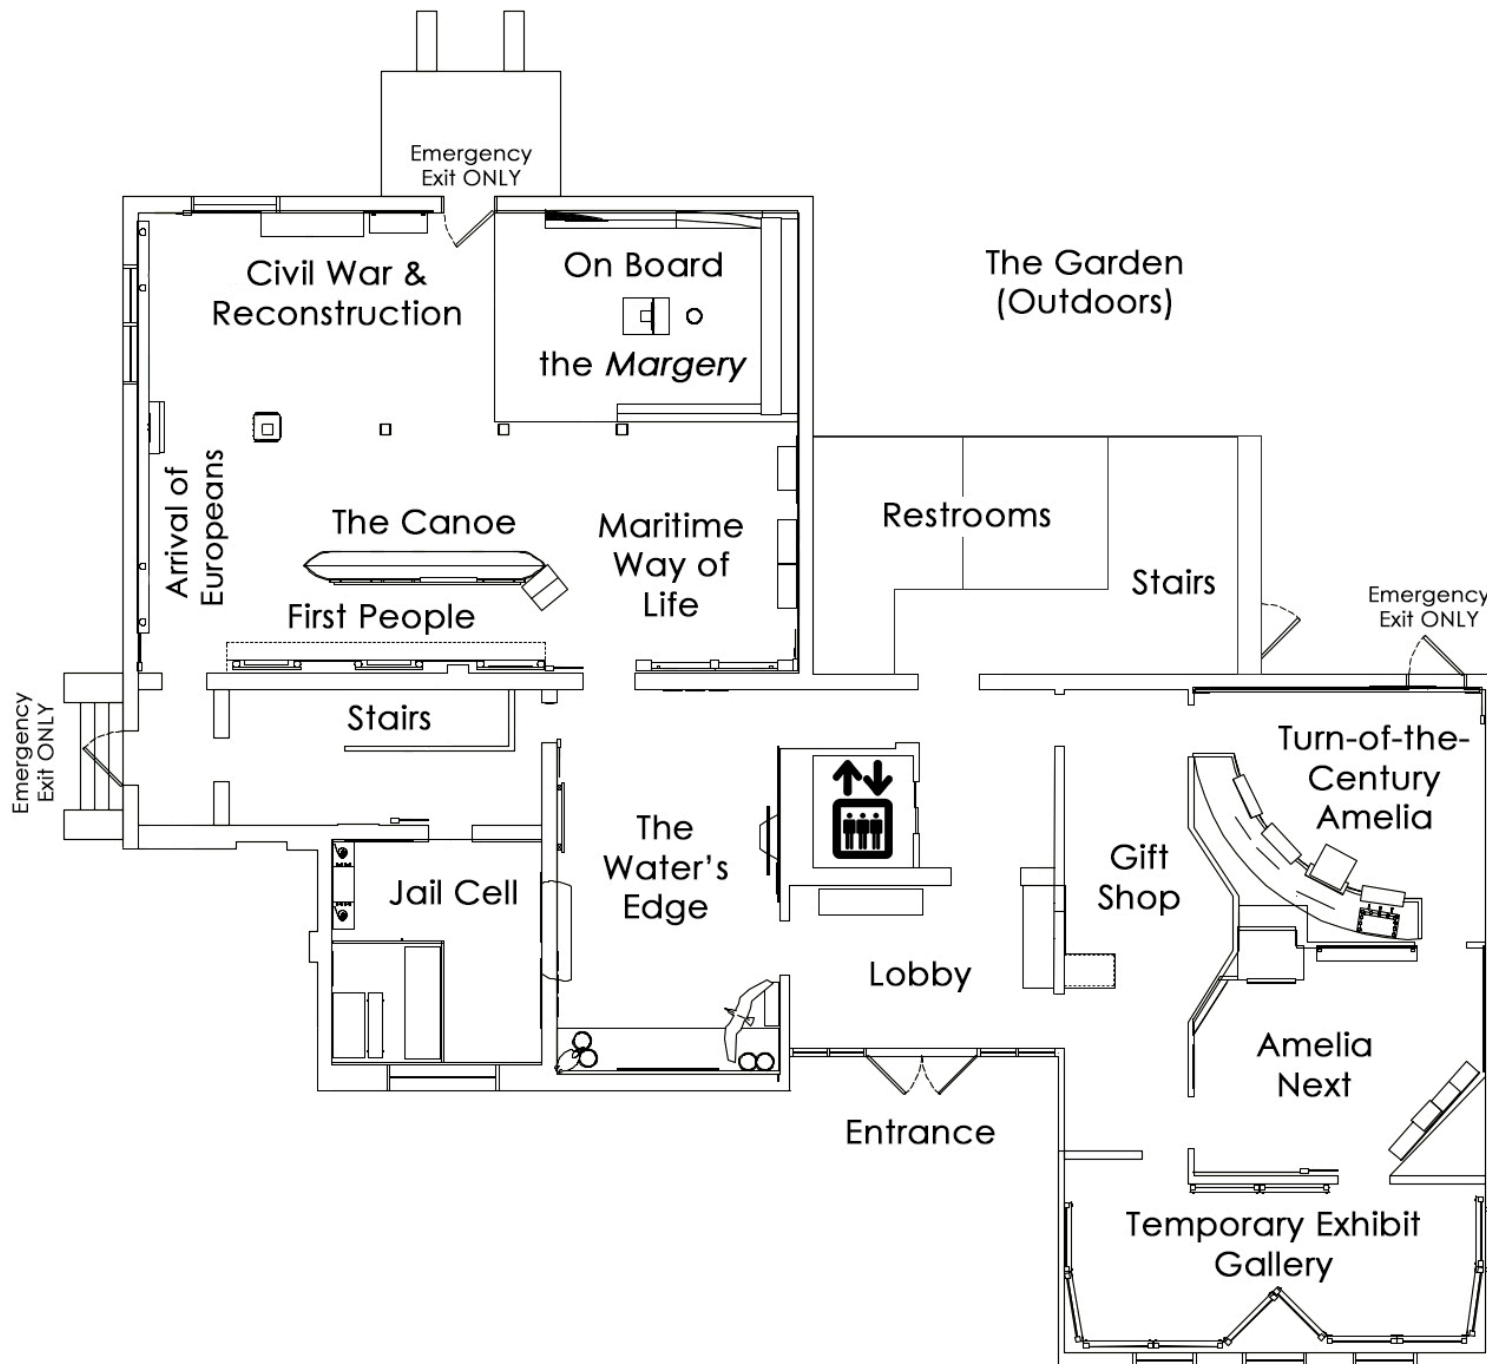 Emergency
Exit ONLY
Civil War &
Reconstruction
On Board
the Margery
The Garden
(Outdoors)
Arrival of
Europeans
The Canoe
First People
Maritime
Way of
Life
Restrooms
Stairs
Emergency
Exit ONLY
Emergency
Exit ONLY
Stairs
Turn-of-the-
Century
Amelia
The
Water's
Edge
Jail Cell
Gift
Shop
Lobby
Amelia
Next
Entrance
Temporary Exhibit
Gallery